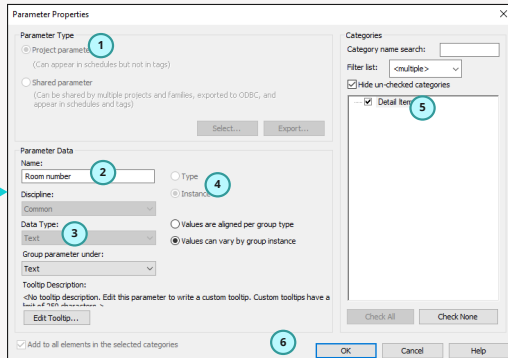 Parameter Properties
Parameter Type
Project parameter 1
(Can appear in schedules but not in tags)
Shared parameter
(Can be shared by multiple projects and families, exported to ODBC, and
appear in schedules and tags)
Select...
Export...
Parameter Data
Name:
Room number
2
Type
Instance
4
Discipline:
Common
Data Type:
Text
3
Values are aligned per group type
Values can vary by group instance
Group parameter under:
Text
Tooltip Description:
<No tooltip description. Edit this parameter to write a custom tooltip. Custom tooltips have a
limit of 250 characters.>
Edit Tooltip...
Add to all elements in the selected categories
Categories
Category name search:
Filter list:
<multiple>
Hide un-checked categories
Detail Items
5
Check All
Check None
6
OK
Cancel
Help